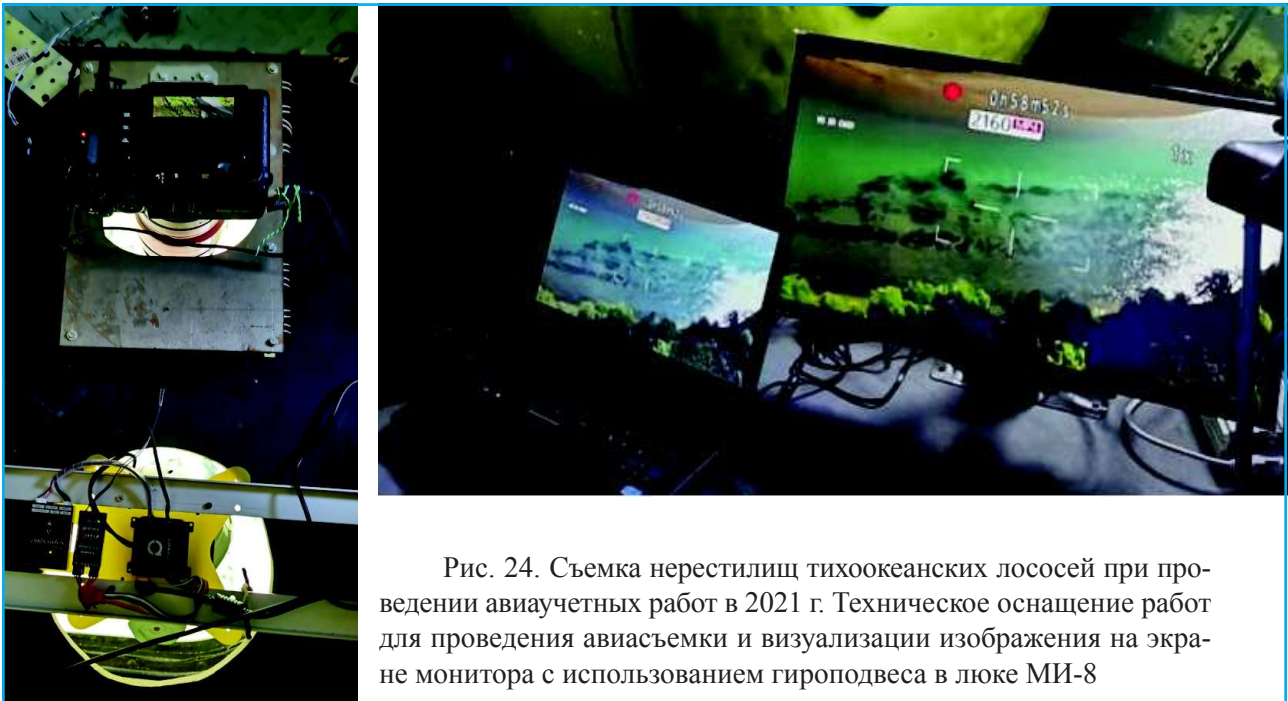 0h58m52s
2160 MP4
1x
Рис. 24. Съемка нерестилищ тихоокеанских лососей при про-
ведении авиаучетных работ в 2021 г. Техническое оснащение работ
для проведения авиасъемки и визуализации изображения на экра-
не монитора с использованием гироподвеса в люке МИ-8